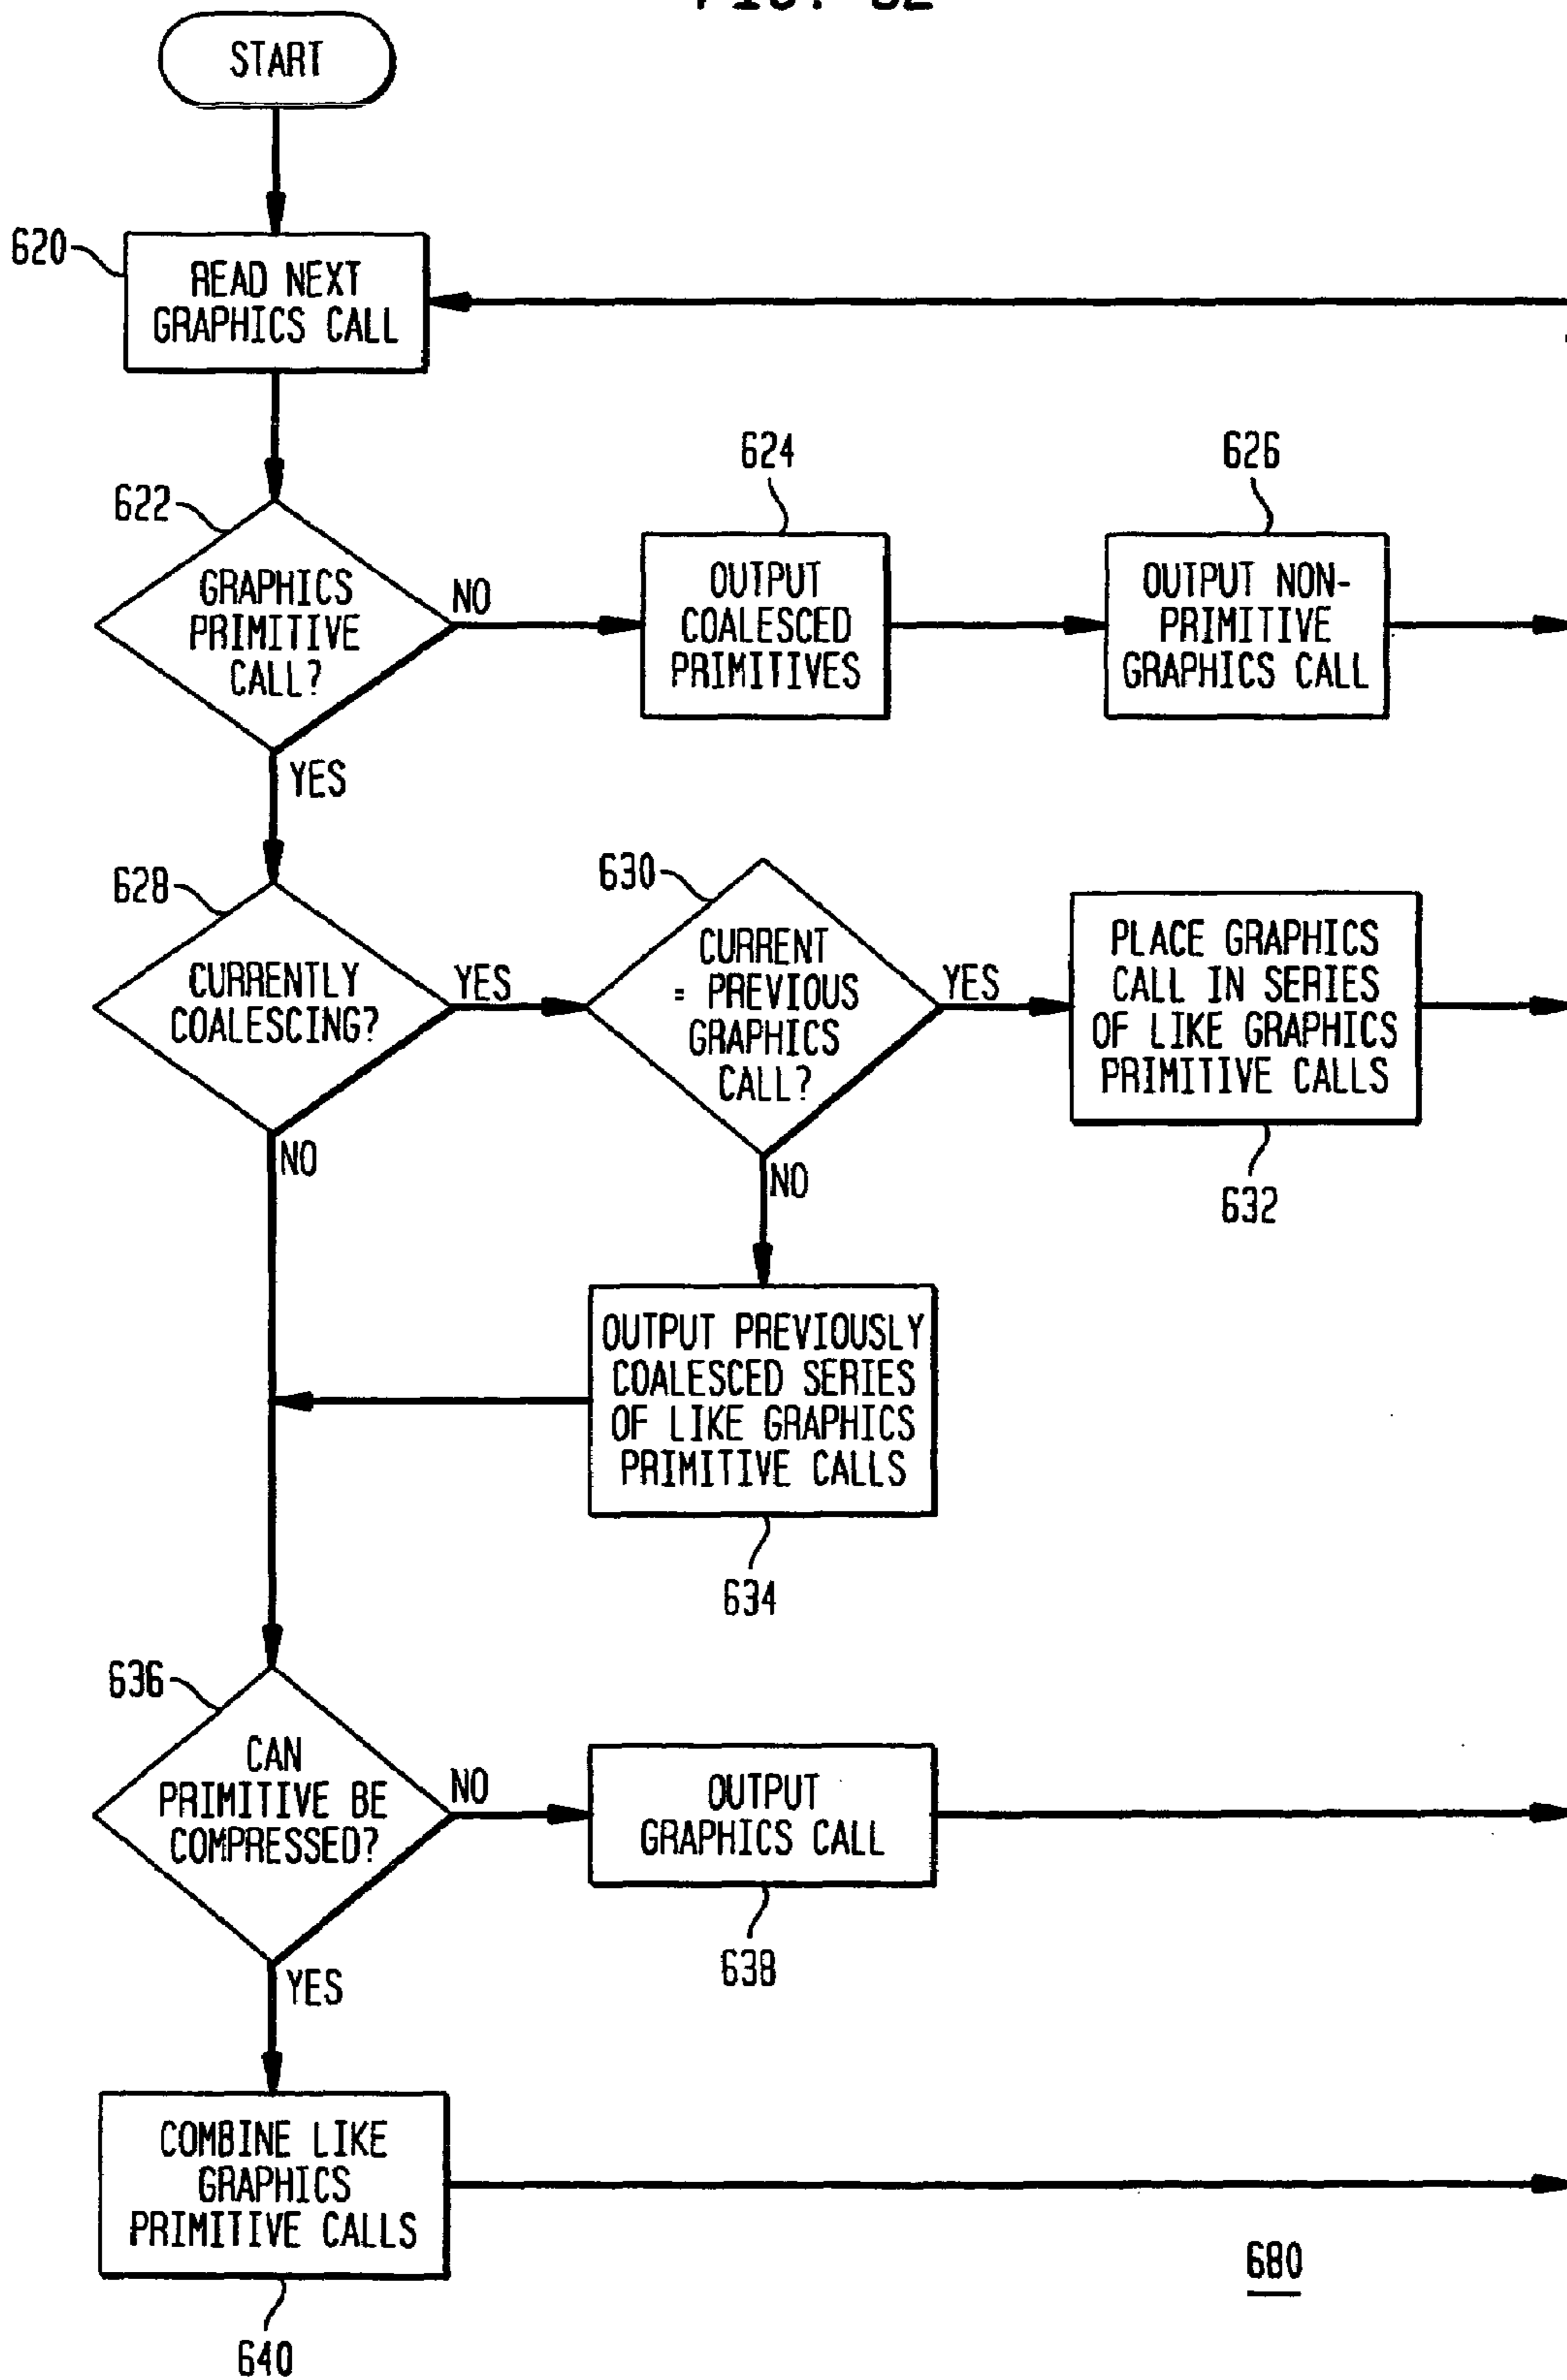 START
620
READ NEXT
GRAPHICS CALL
622
GRAPHICS
PRIMITIVE
CALL?
NO
YES
624
OUTPUT
COALESCED
PRIMITIVES
626
OUTPUT NON-
PRIMITIVE
GRAPHICS CALL
628
CURRENTLY
COALESCING?
YES
NO
630
CURRENT
= PREVIOUS
GRAPHICS
CALL?
YES
NO
PLACE GRAPHICS
CALL IN SERIES
OF LIKE GRAPHICS
PRIMITIVE CALLS
632
OUTPUT PREVIOUSLY
COALESCED SERIES
OF LIKE GRAPHICS
PRIMITIVE CALLS
634
636
CAN
PRIMITIVE BE
COMPRESSED?
NO
YES
OUTPUT
GRAPHICS CALL
638
COMBINE LIKE
GRAPHICS
PRIMITIVE CALLS
640
680